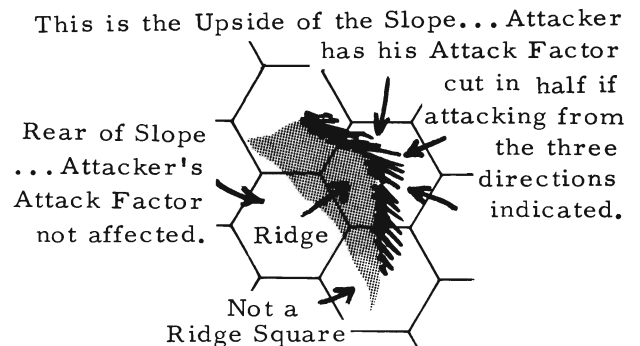 This is the Upside of the Slope... Attacker
has his Attack Factor
cut in half if
attacking from
the three
directions
indicated.
Rear of Slope
... Attacker's
Attack Factor
not affected.
Ridge
Not a
Ridge Square